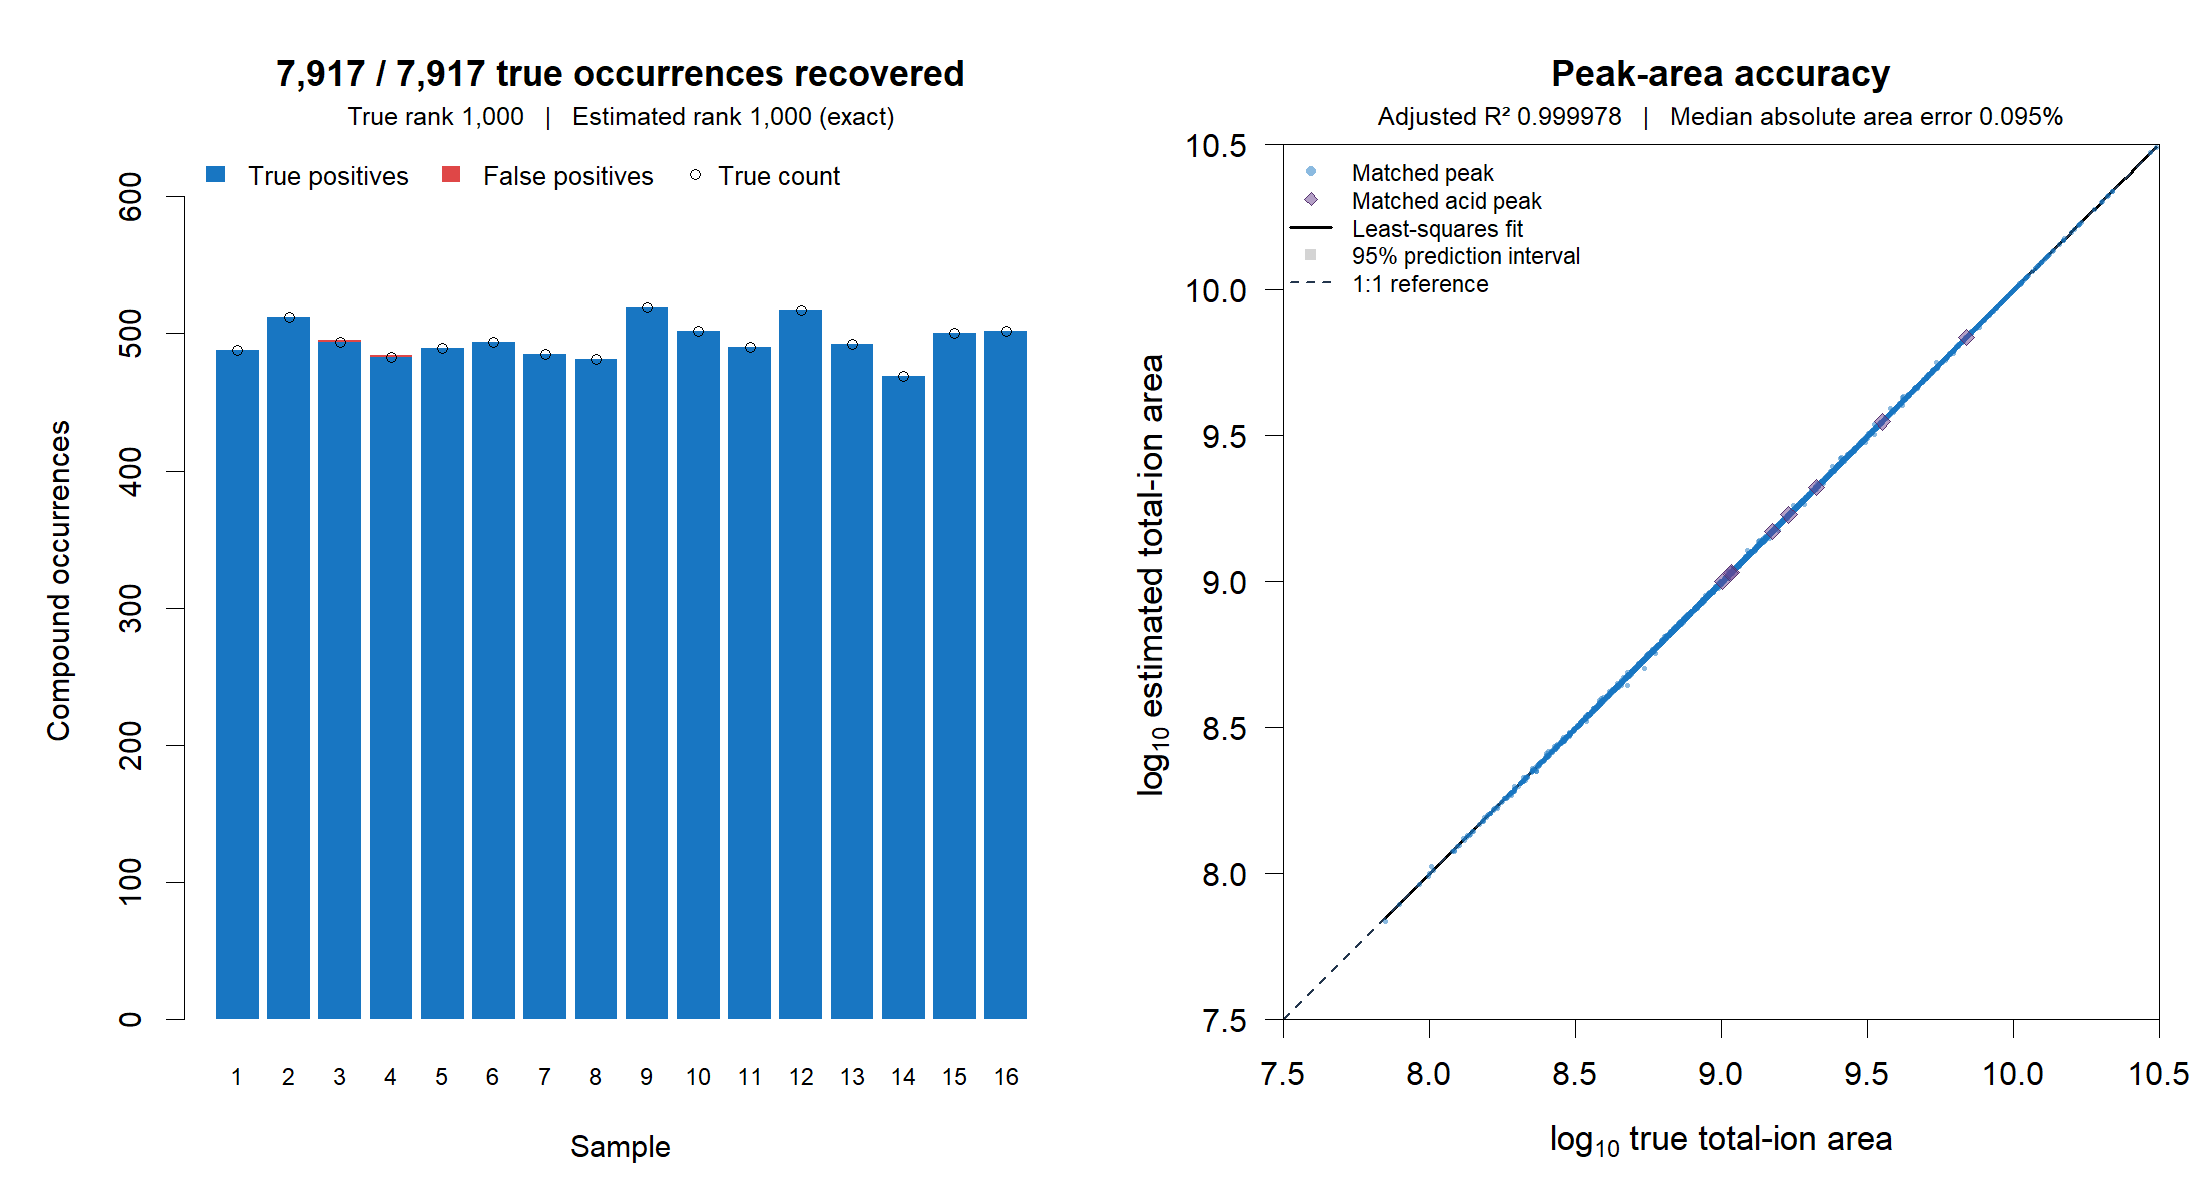 7,917 / 7,917 true occurrences recovered
True rank 1,000 | Estimated rank 1,000 (exact)
True positives
False positives
True count
600
500
400
300
200
100
0
Compound occurrences
1 2 3 4 5 6 7 8 9 10 11 12 13 14 15 16
Sample
Peak-area accuracy
Adjusted R² 0.999978 | Median absolute area error 0.095%
Matched peak
Matched acid peak
Least-squares fit
95% prediction interval
1:1 reference
10.5
10.0
9.5
9.0
8.5
8.0
7.5
log₁₀ estimated total-ion area
7.5 8.0 8.5 9.0 9.5 10.0 10.5
log₁₀ true total-ion area